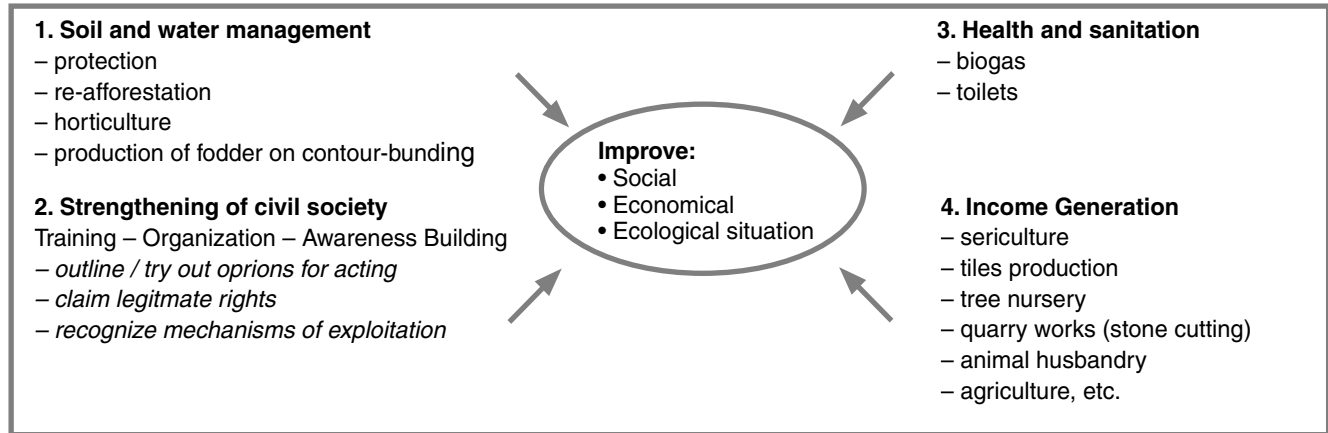 1. Soil and water management
– protection
– re-afforestation
– horticulture
– production of fodder on contour-bunding
2. Strengthening of civil society
Training – Organization – Awareness Building
– outline / try out oprions for acting
– claim legitmate rights
– recognize mechanisms of exploitation
Improve:
• Social
• Economical
• Ecological situation
3. Health and sanitation
– biogas
– toilets
4. Income Generation
– sericulture
– tiles production
– tree nursery
– quarry works (stone cutting)
– animal husbandry
– agriculture, etc.